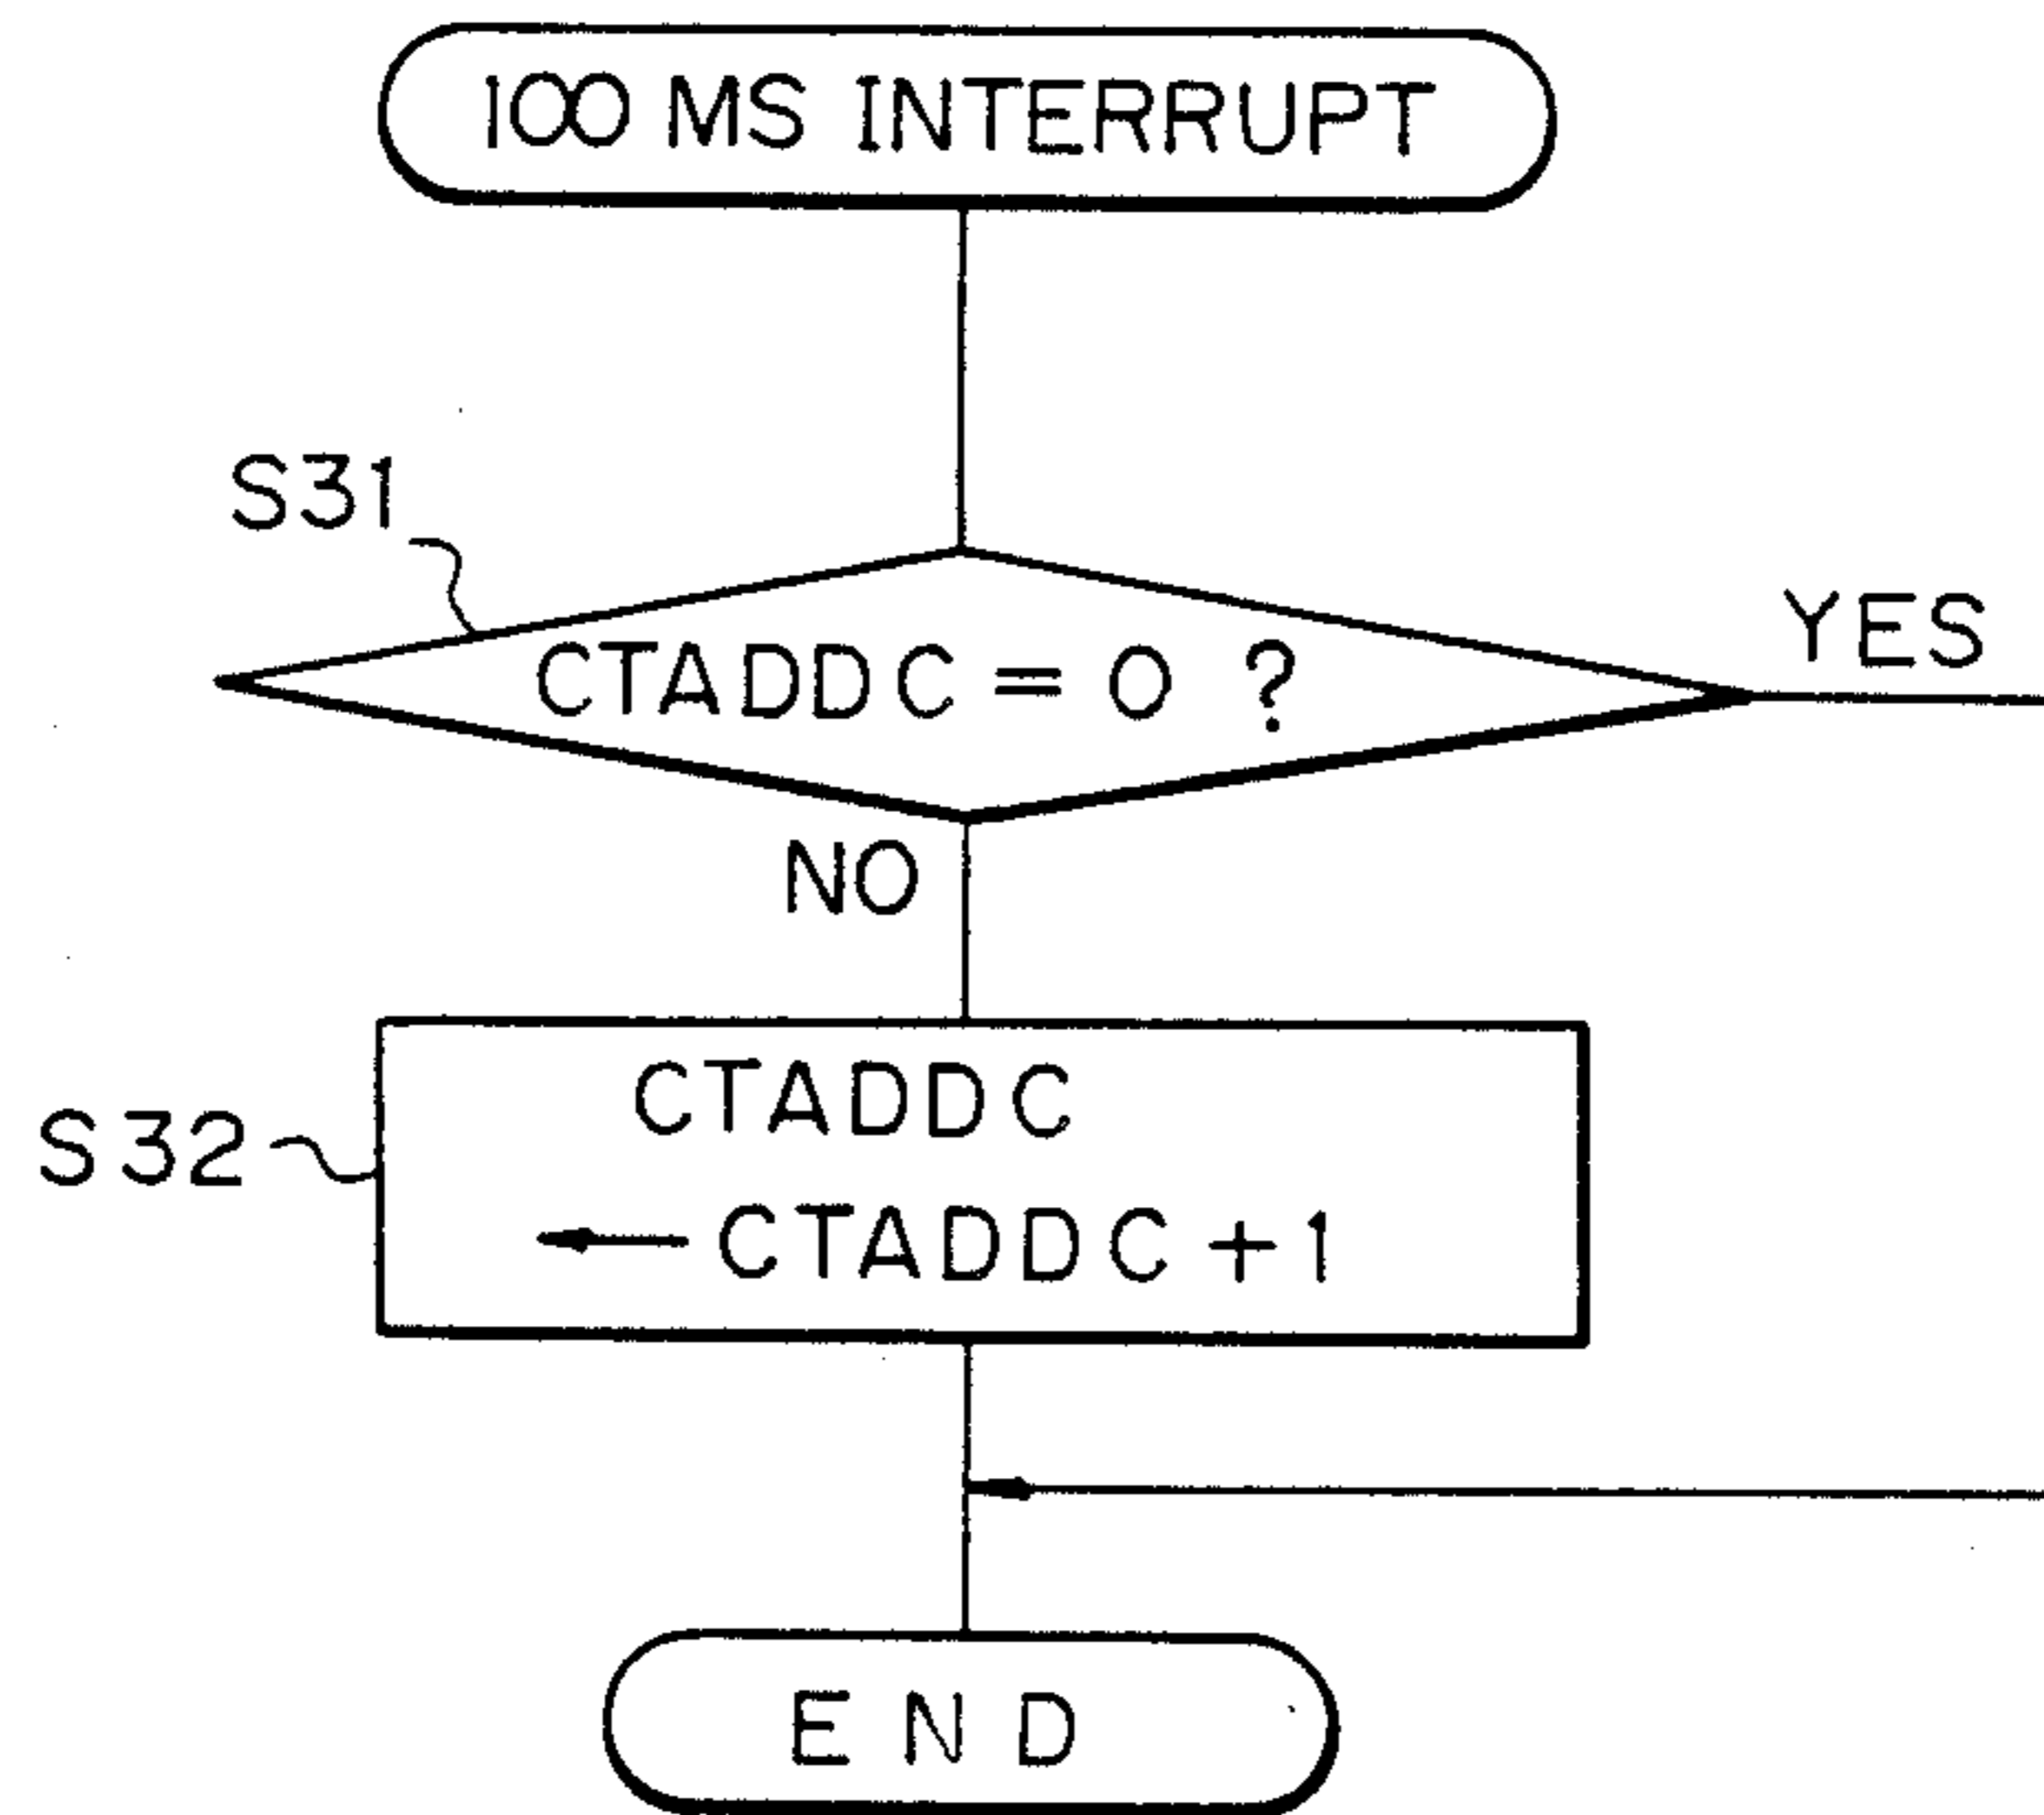 100 MS INTERRUPT
S31
CTADDC = 0 ?
YES
NO
S32
CTADDC
← CTADDC + 1
END